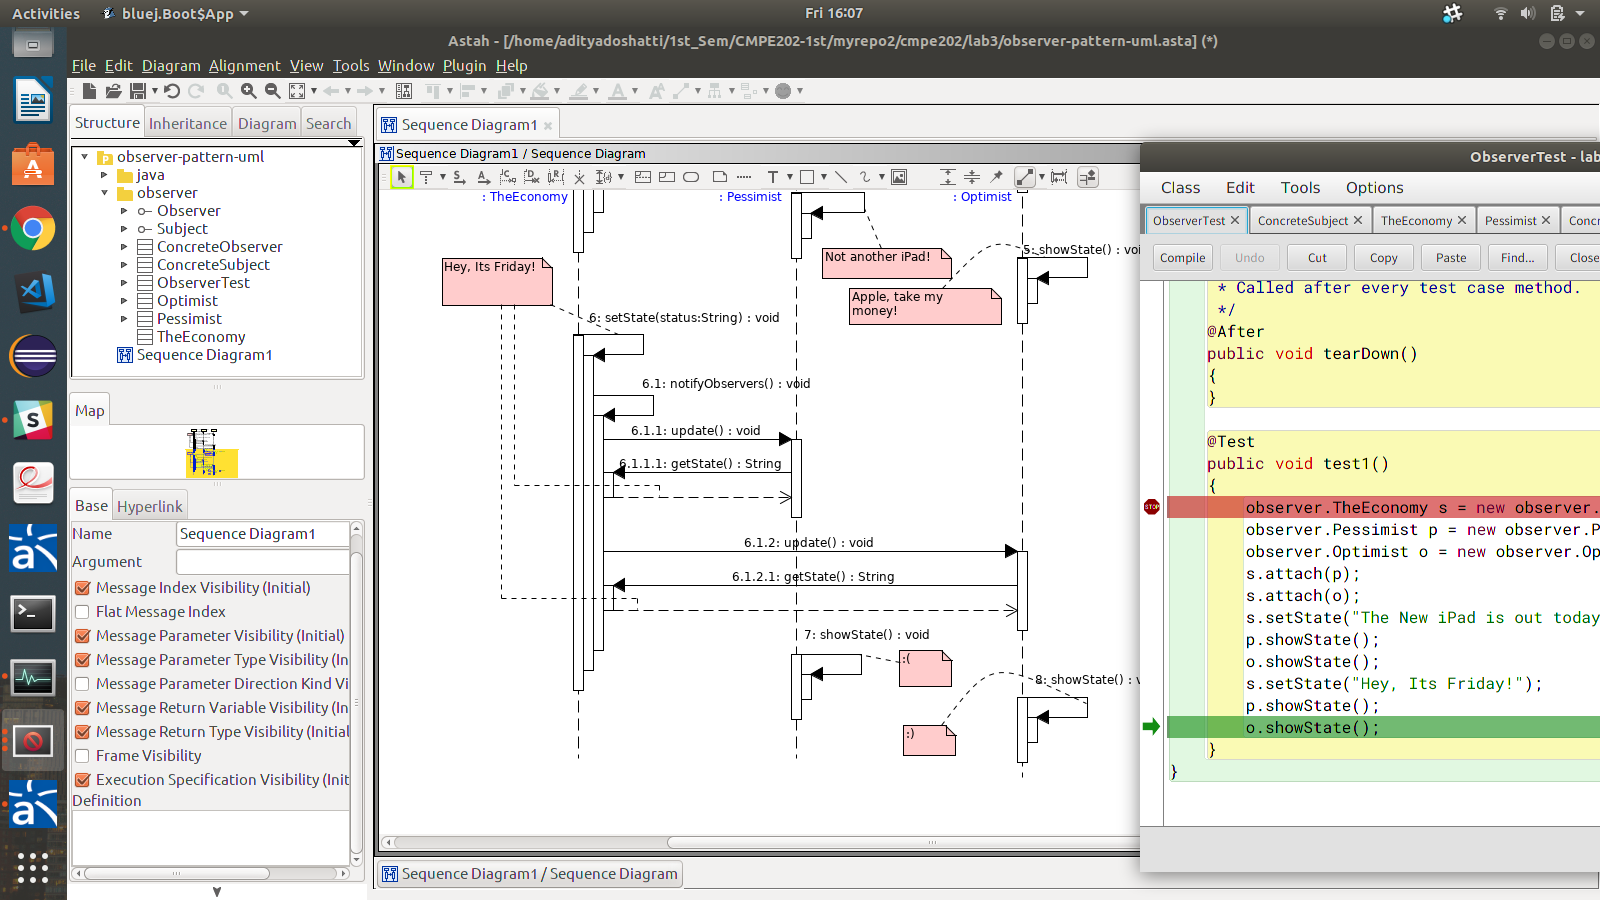 Activities
bluej.Boot$App
Fri 16:07
Astah - [/home/adityadoshatti/1st_Sem/CMPE202-1st/myrepo2/cmpe202/lab3/observer-pattern-uml.asta] (*)
File Edit Diagram Alignment View Tools Window Plugin Help
Structure Inheritance Diagram Search
observer-pattern-uml
java
observer
Observer
Subject
ConcreteObserver
ConcreteSubject
ObserverTest
Optimist
Pessimist
TheEconomy
Sequence Diagram1
Map
Base Hyperlink
Name Sequence Diagram1
Argument
Message Index Visibility (Initial)
Flat Message Index
Message Parameter Visibility (Initial)
Message Parameter Type Visibility (In
Message Parameter Direction Kind Vi
Message Return Variable Visibility (In
Message Return Type Visibility (Initial
Frame Visibility
Execution Specification Visibility (Init
Definition
Sequence Diagram1
Sequence Diagram1 / Sequence Diagram
: TheEconomy
: Pessimist
: Optimist
5: showState() : voi
Not another iPad!
Hey, Its Friday!
Apple, take my
money!
6: setState(status:String) : void
6.1: notifyObservers() : void
6.1.1: update() : void
6.1.1.1: getState() : String
6.1.2: update() : void
6.1.2.1: getState() : String
7: showState() : void
:(
8: showState() : v
:)
Sequence Diagram1 / Sequence Diagram
ObserverTest - lab
Class Edit Tools Options
ObserverTest ConcreteSubject TheEconomy Pessimist Concr
Compile Undo Cut Copy Paste Find... Close
* Called after every test case method.
*/
@After
public void tearDown()
{
}
@Test
public void test1()
{
observer.TheEconomy s = new observer.
observer.Pessimist p = new observer.P
observer.Optimist o = new observer.Op
s.attach(p);
s.attach(o);
s.setState("The New iPad is out today
p.showState();
o.showState();
s.setState("Hey, Its Friday!");
p.showState();
o.showState();
}
}
STOP